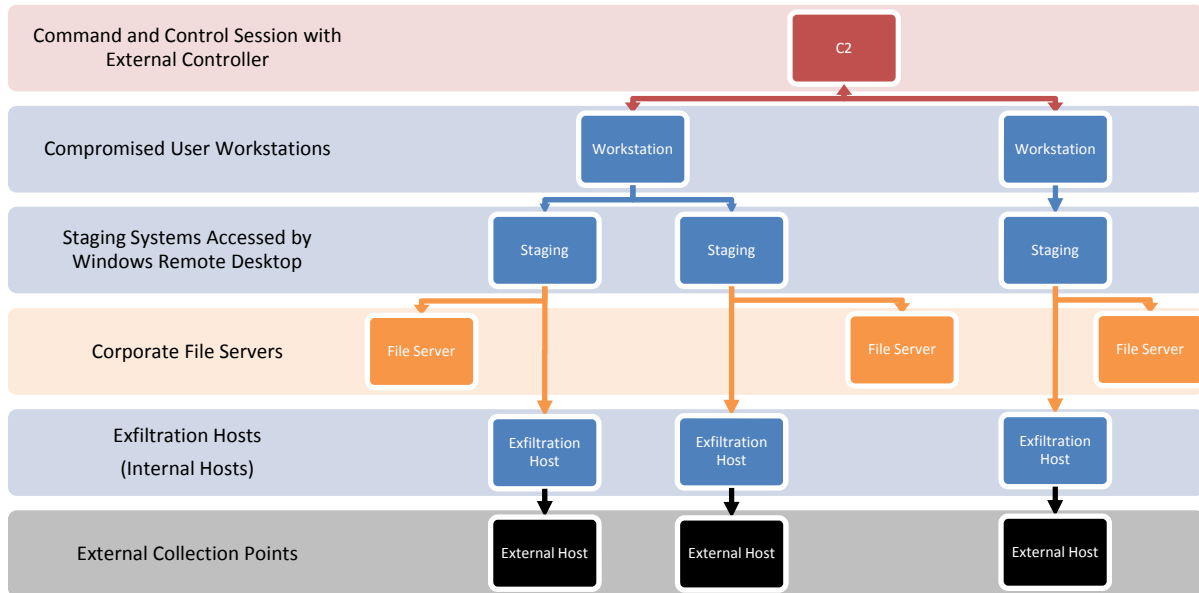 Command and Control Session with
External Controller
C2
Compromised User Workstations
Workstation
Workstation
Staging Systems Accessed by
Windows Remote Desktop
Staging
Staging
Staging
Corporate File Servers
File Server
File Server
File Server
Exfiltration Hosts
(Internal Hosts)
Exfiltration
Host
Exfiltration
Host
Exfiltration
Host
External Collection Points
External Host
External Host
External Host